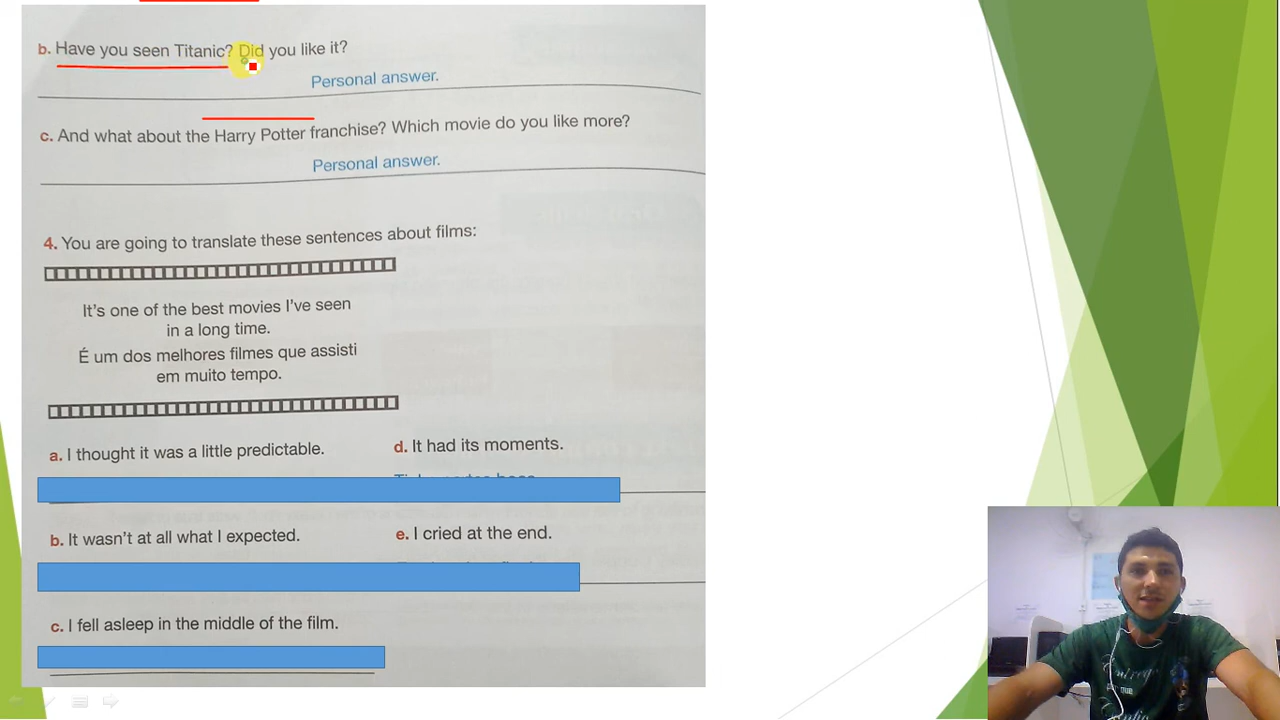 b. Have you seen Titanic? Did you like it?
Personal answer.
c. And what about the Harry Potter franchise? Which movie do you like more?
Personal answer.
4. You are going to translate these sentences about films:
It's one of the best movies I've seen
in a long time.
É um dos melhores filmes que assisti
em muito tempo.
a. I thought it was a little predictable.
d. It had its moments.
b. It wasn't at all what I expected.
e. I cried at the end.
c. I fell asleep in the middle of the film.